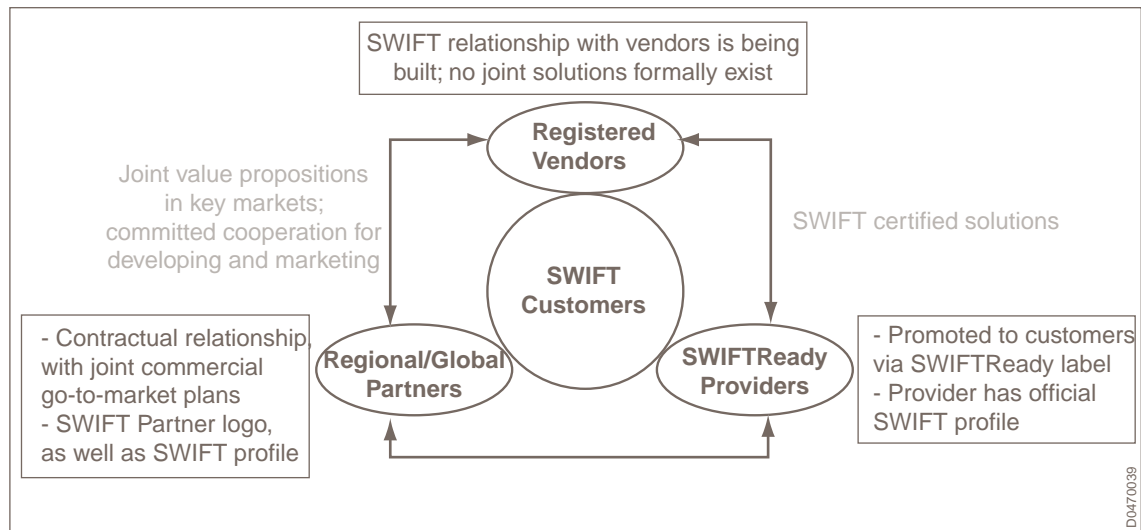 SWIFT relationship with vendors is being
built; no joint solutions formally exist
Registered
Vendors
Joint value propositions
in key markets;
committed cooperation for
developing and marketing
SWIFT certified solutions
SWIFT
Customers
- Contractual relationship,
with joint commercial
go-to-market plans
- SWIFT Partner logo,
as well as SWIFT profile
Regional/Global
Partners
SWIFTReady
Providers
- Promoted to customers
via SWIFTReady label
- Provider has official
SWIFT profile
D0470039